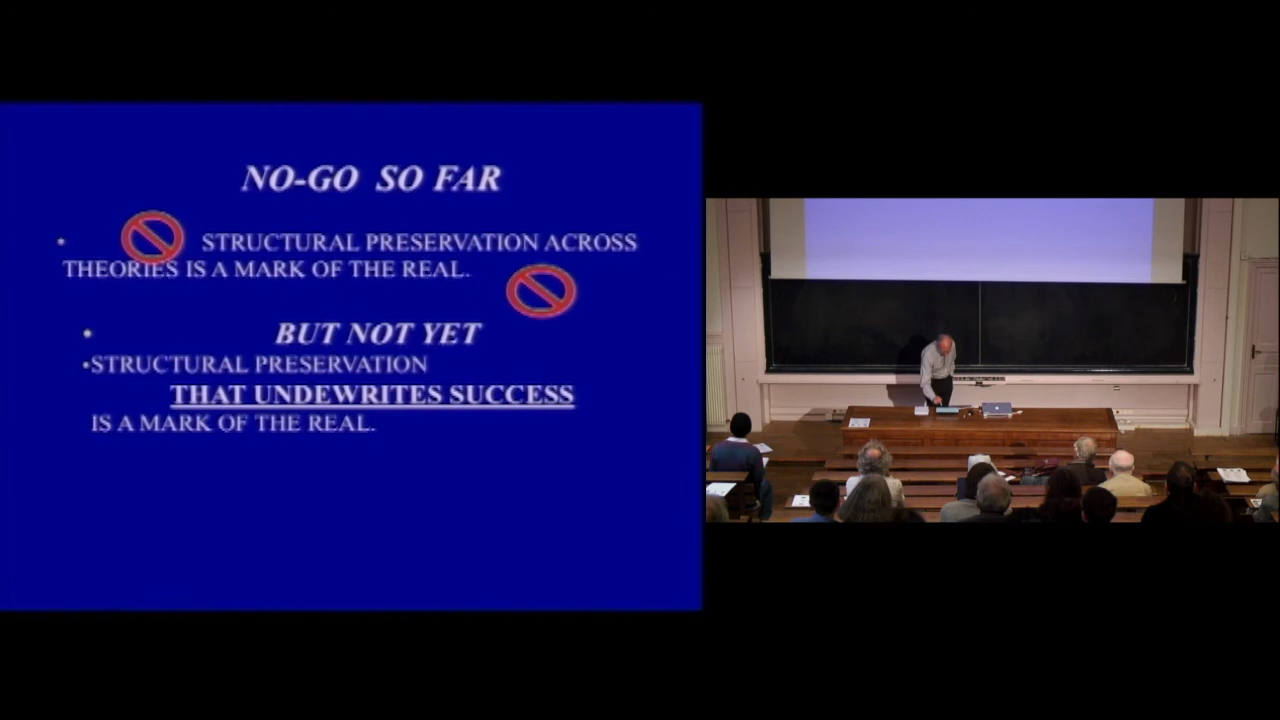 NO-GO SO FAR
• STRUCTURAL PRESERVATION ACROSS
THEORIES IS A MARK OF THE REAL.
• BUT NOT YET
•STRUCTURAL PRESERVATION
THAT UNDEWRITES SUCCESS
IS A MARK OF THE REAL.